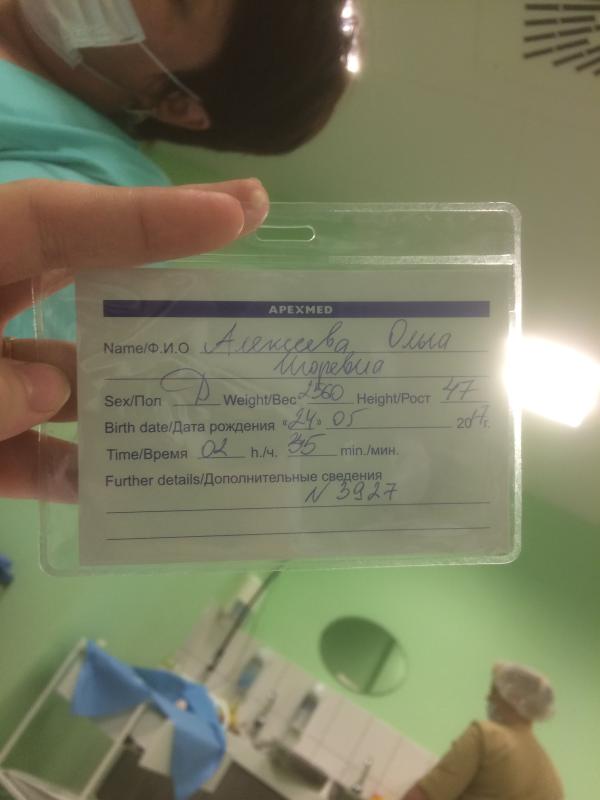 APEXMED
Name/Ф.И.О Алексеева Ольга
Игоревна
Sex/Пол Д Weight/Вес 2560 Height/Рост 47
Birth date/Дата рождения «24» 05 2017г.
Time/Время 02 h./ч. 35 min./мин.
Further details/Дополнительные сведения
N 3927